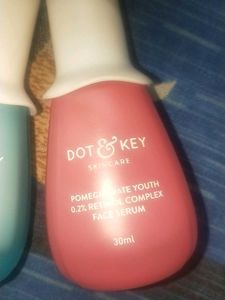 DOT & KEY
SKINCARE
POMEGRANATE YOUTH
0.2% RETINOL COMPLEX
FACE SERUM
30ml